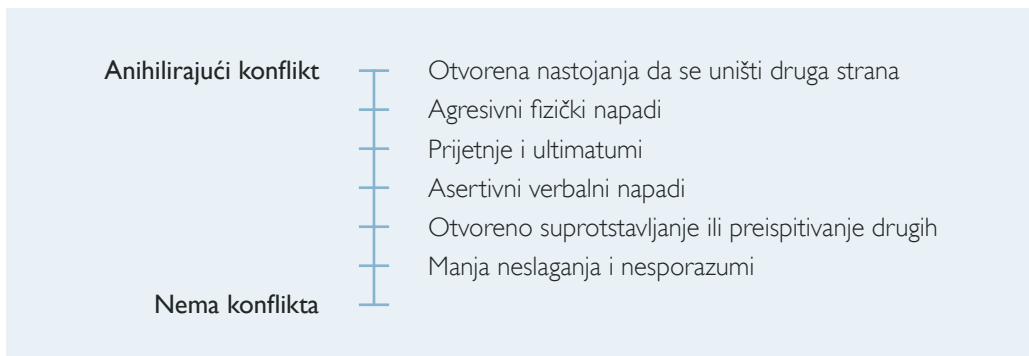 Anihilirajući konflikt Otvorena nastojanja da se uništi druga strana
Agresivni fizički napadi
Prijetnje i ultimatumi
Asertivni verbalni napadi
Otvoreno suprotstavljanje ili preispitivanje drugih
Manja neslaganja i nesporazumi
Nema konflikta